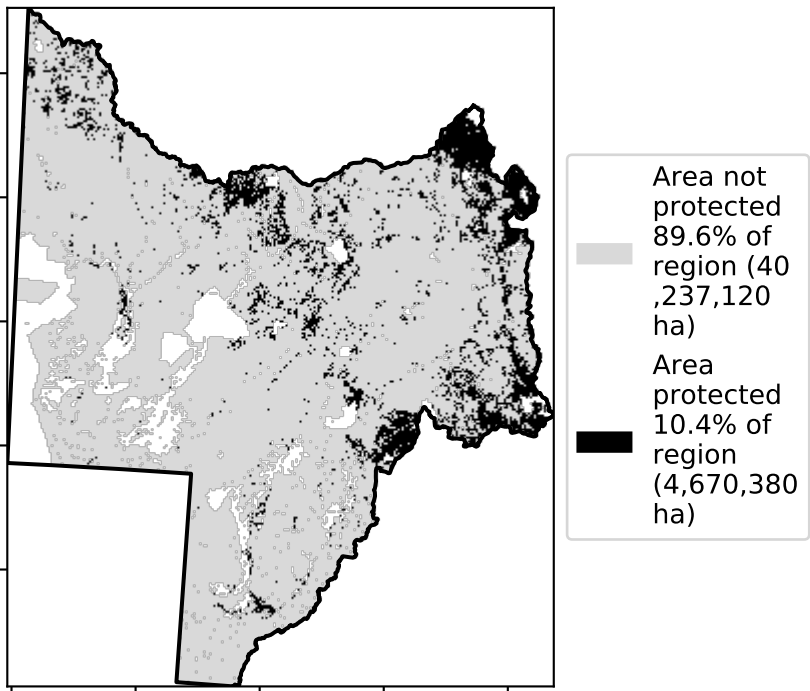 Area not
protected
89.6% of
region (40
,237,120
ha)
Area
protected
10.4% of
region
(4,670,380
ha)